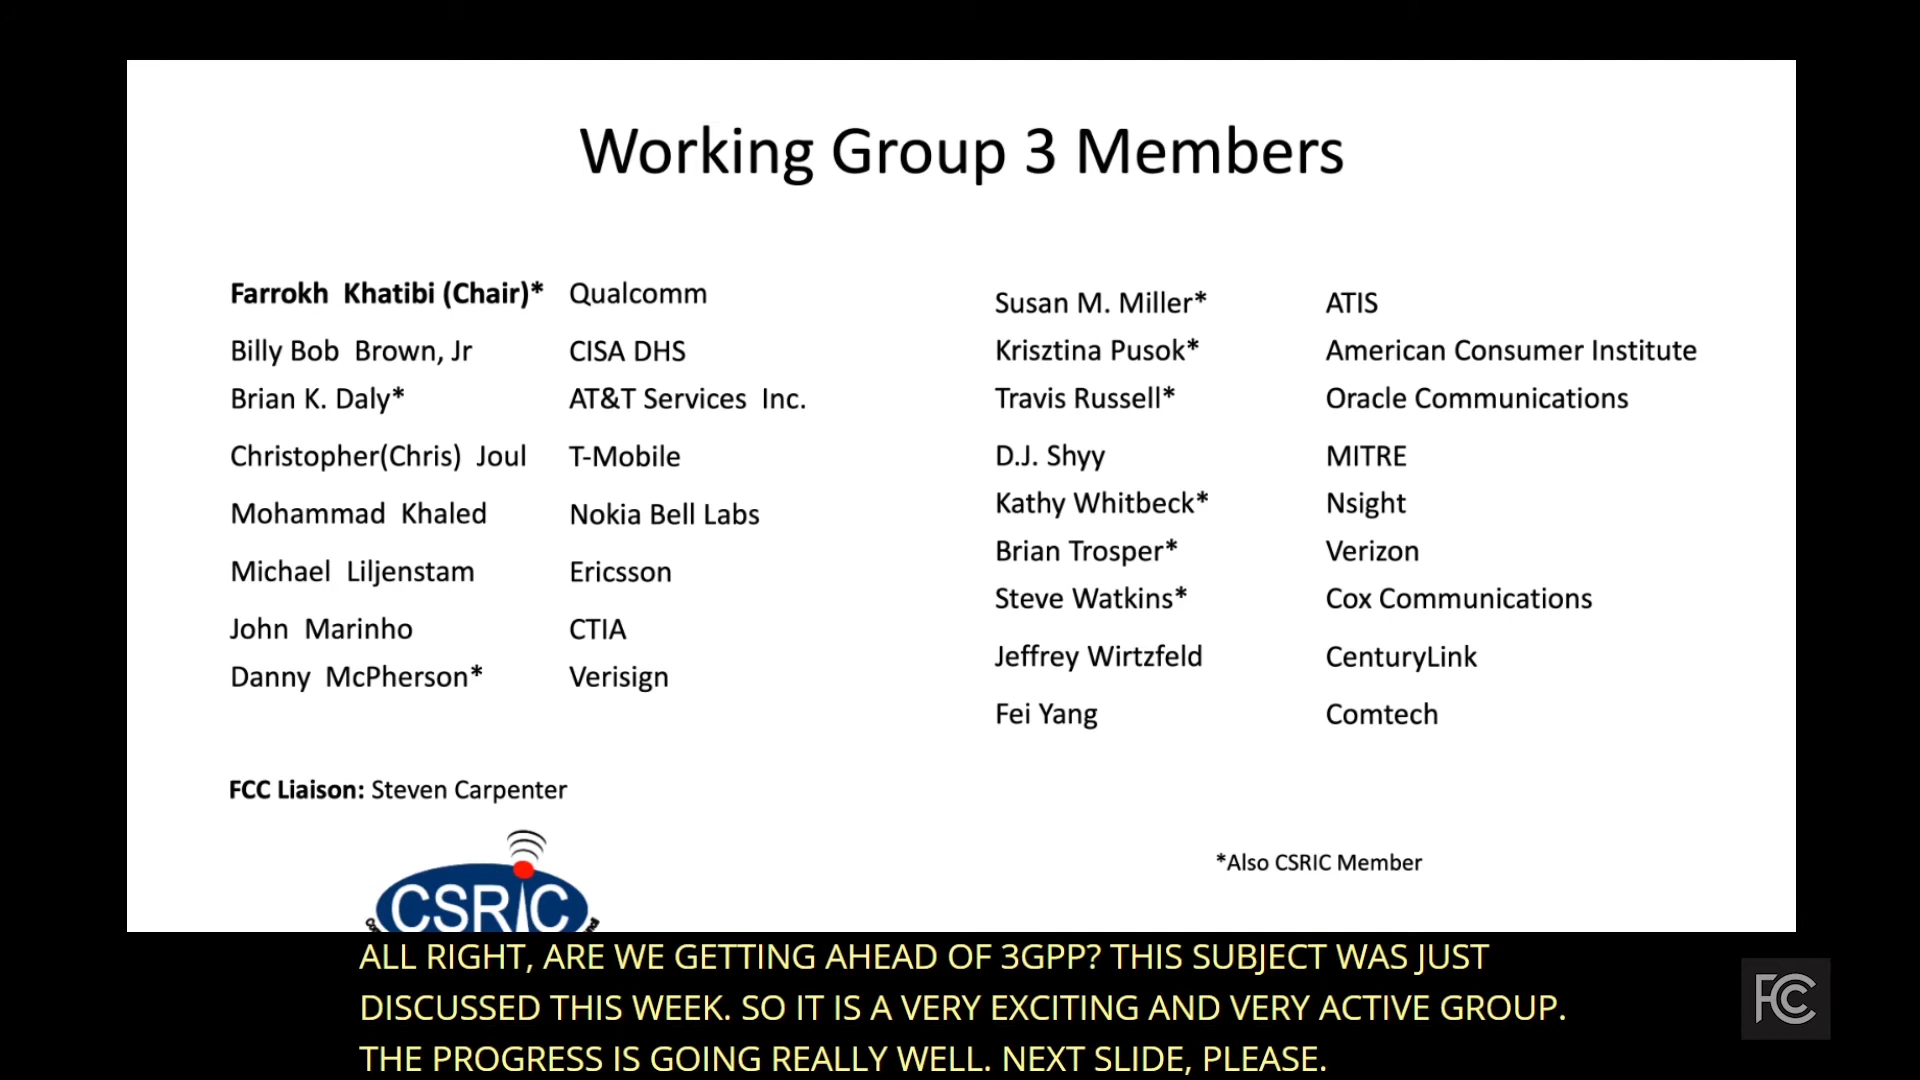 Working Group 3 Members
Farrokh Khatibi (Chair)* Qualcomm
Billy Bob Brown, Jr CISA DHS
Brian K. Daly* AT&T Services Inc.
Christopher(Chris) Joul T-Mobile
Mohammad Khaled Nokia Bell Labs
Michael Liljenstam Ericsson
John Marinho CTIA
Danny McPherson* Verisign
Susan M. Miller* ATIS
Krisztina Pusok* American Consumer Institute
Travis Russell* Oracle Communications
D.J. Shyy MITRE
Kathy Whitbeck* Nsight
Brian Trosper* Verizon
Steve Watkins* Cox Communications
Jeffrey Wirtzfeld CenturyLink
Fei Yang Comtech
FCC Liaison: Steven Carpenter
*Also CSRIC Member
CSRIC
ALL RIGHT, ARE WE GETTING AHEAD OF 3GPP? THIS SUBJECT WAS JUST
DISCUSSED THIS WEEK. SO IT IS A VERY EXCITING AND VERY ACTIVE GROUP.
THE PROGRESS IS GOING REALLY WELL. NEXT SLIDE, PLEASE.
FCC